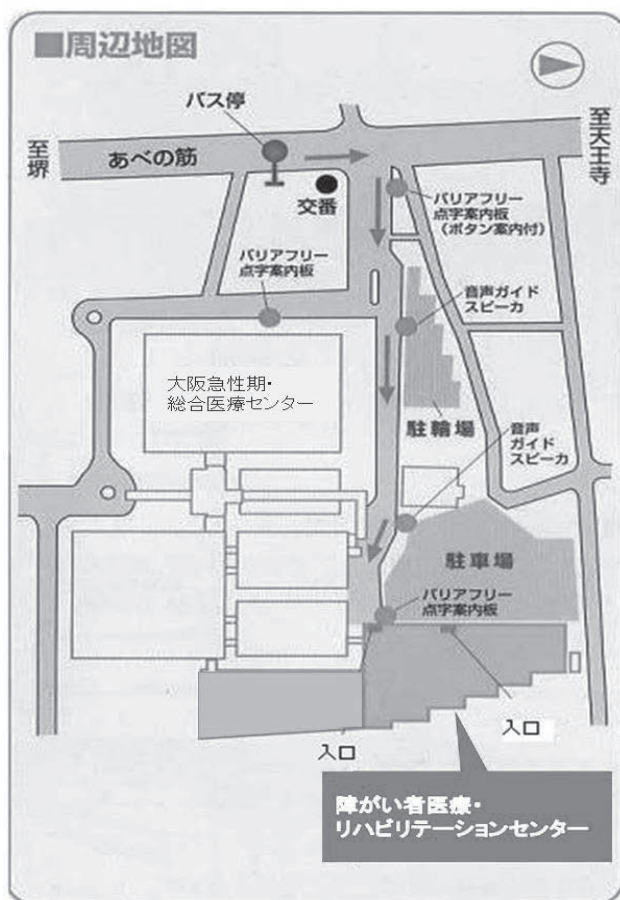 ■周辺地図
バス停
至堺
あべの筋
至天王寺
交番
バリアフリー
点字案内板
(ボタン案内付)
バリアフリー
点字案内板
音声ガイド
スピーカ
大阪急性期・
総合医療センター
駐輪場
音声
ガイド
スピーカ
駐車場
バリアフリー
点字案内板
入口
入口
障がい者医療・
リハビリテーションセンター